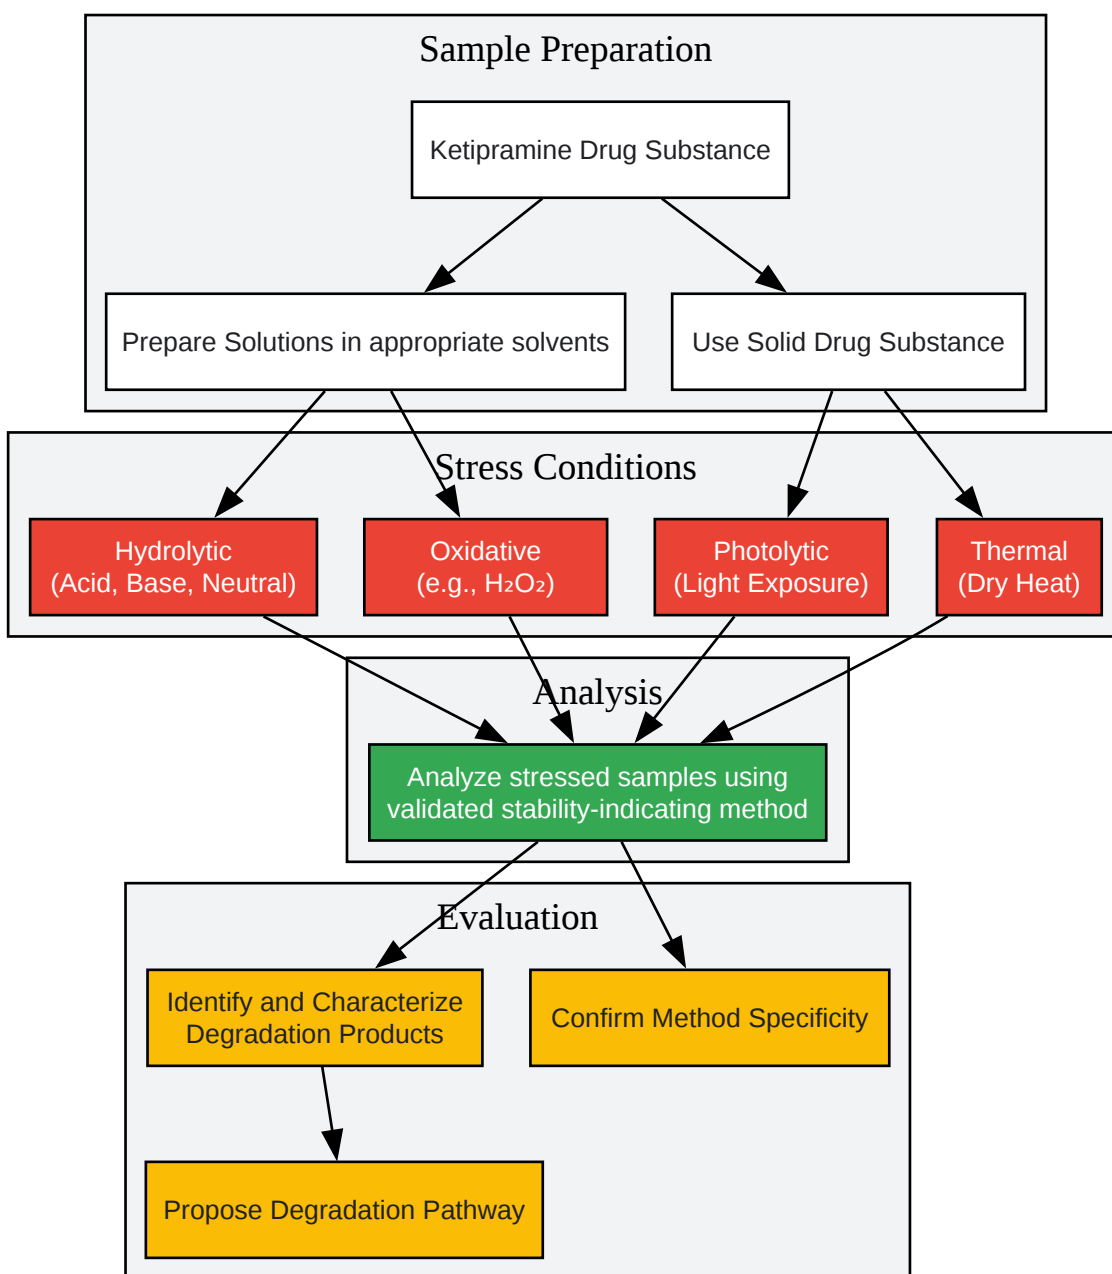 Sample Preparation
Ketipramine Drug Substance
Prepare Solutions in appropriate solvents
Use Solid Drug Substance
Stress Conditions
Hydrolytic
(Acid, Base, Neutral)
Oxidative
(e.g., H₂O₂)
Photolytic
(Light Exposure)
Thermal
(Dry Heat)
Analysis
Analyze stressed samples using
validated stability-indicating method
Evaluation
Identify and Characterize
Degradation Products
Confirm Method Specificity
Propose Degradation Pathway